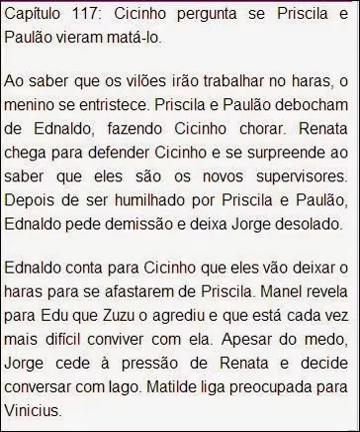 Capítulo 117: Cicinho pergunta se Priscila e
Paulão vieram matá-lo.
Ao saber que os vilões irão trabalhar no haras, o
menino se entristece. Priscila e Paulão debocham
de Ednaldo, fazendo Cicinho chorar. Renata
chega para defender Cicinho e se surpreende ao
saber que eles são os novos supervisores.
Depois de ser humilhado por Priscila e Paulão,
Ednaldo pede demissão e deixa Jorge desolado.
Ednaldo conta para Cicinho que eles vão deixar o
haras para se afastarem de Priscila. Manel revela
para Edu que Zuzu o agrediu e que está cada vez
mais difícil conviver com ela. Apesar do medo,
Jorge cede à pressão de Renata e decide
conversar com Iago. Matilde liga preocupada para
Vinicius.